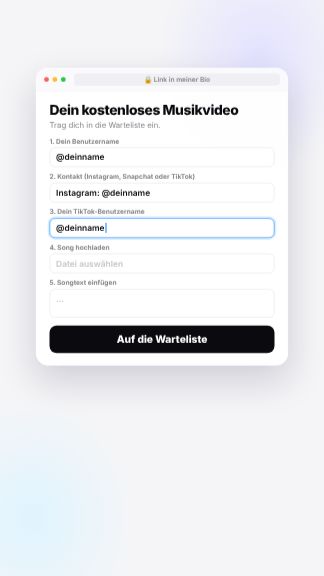 🔒 Link in meiner Bio
Dein kostenloses Musikvideo
Trag dich in die Warteliste ein.
1. Dein Benutzername
@deinname
2. Kontakt (Instagram, Snapchat oder TikTok)
Instagram: @deinname
3. Dein TikTok-Benutzername
@deinname
4. Song hochladen
Datei auswählen
5. Songtext einfügen
...
Auf die Warteliste